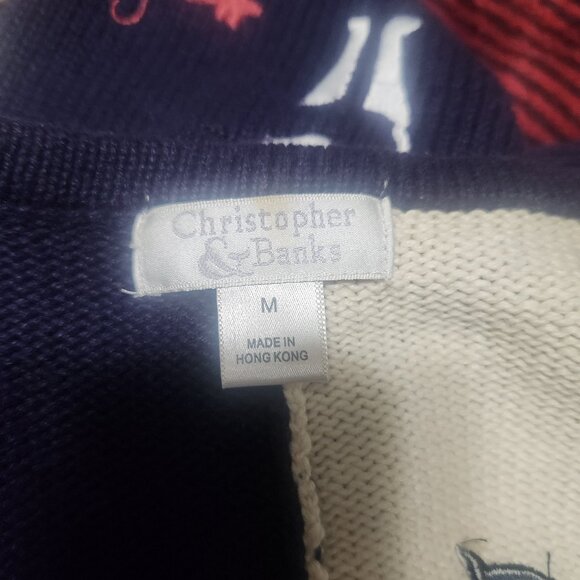 Christopher
& Banks
M
MADE IN
HONG KONG